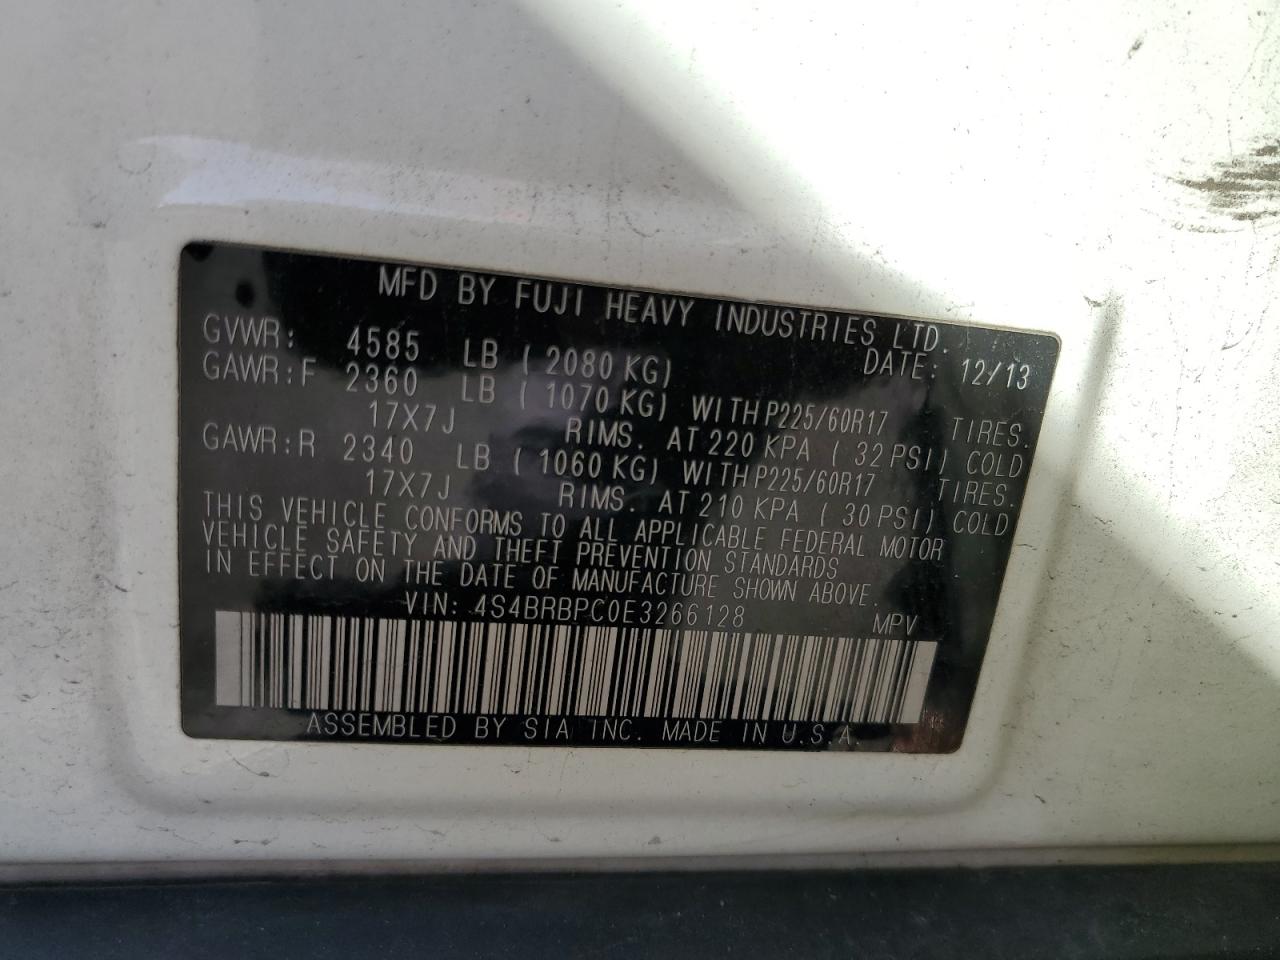 MFD BY FUJI HEAVY INDUSTRIES LTD.
GVWR: 4585 LB ( 2080 KG) DATE: 12/13
GAWR:F 2360 LB ( 1070 KG) WITH P225/60R17 TIRES.
17X7J RIMS. AT 220 KPA ( 32 PSI) COLD
GAWR:R 2340 LB ( 1060 KG) WITH P225/60R17 TIRES.
17X7J RIMS. AT 210 KPA ( 30 PSI) COLD
THIS VEHICLE CONFORMS TO ALL APPLICABLE FEDERAL MOTOR
VEHICLE SAFETY AND THEFT PREVENTION STANDARDS
IN EFFECT ON THE DATE OF MANUFACTURE SHOWN ABOVE.
VIN: 4S4BRBPC0E3266128 MPV
ASSEMBLED BY SIA INC. MADE IN U.S.A.